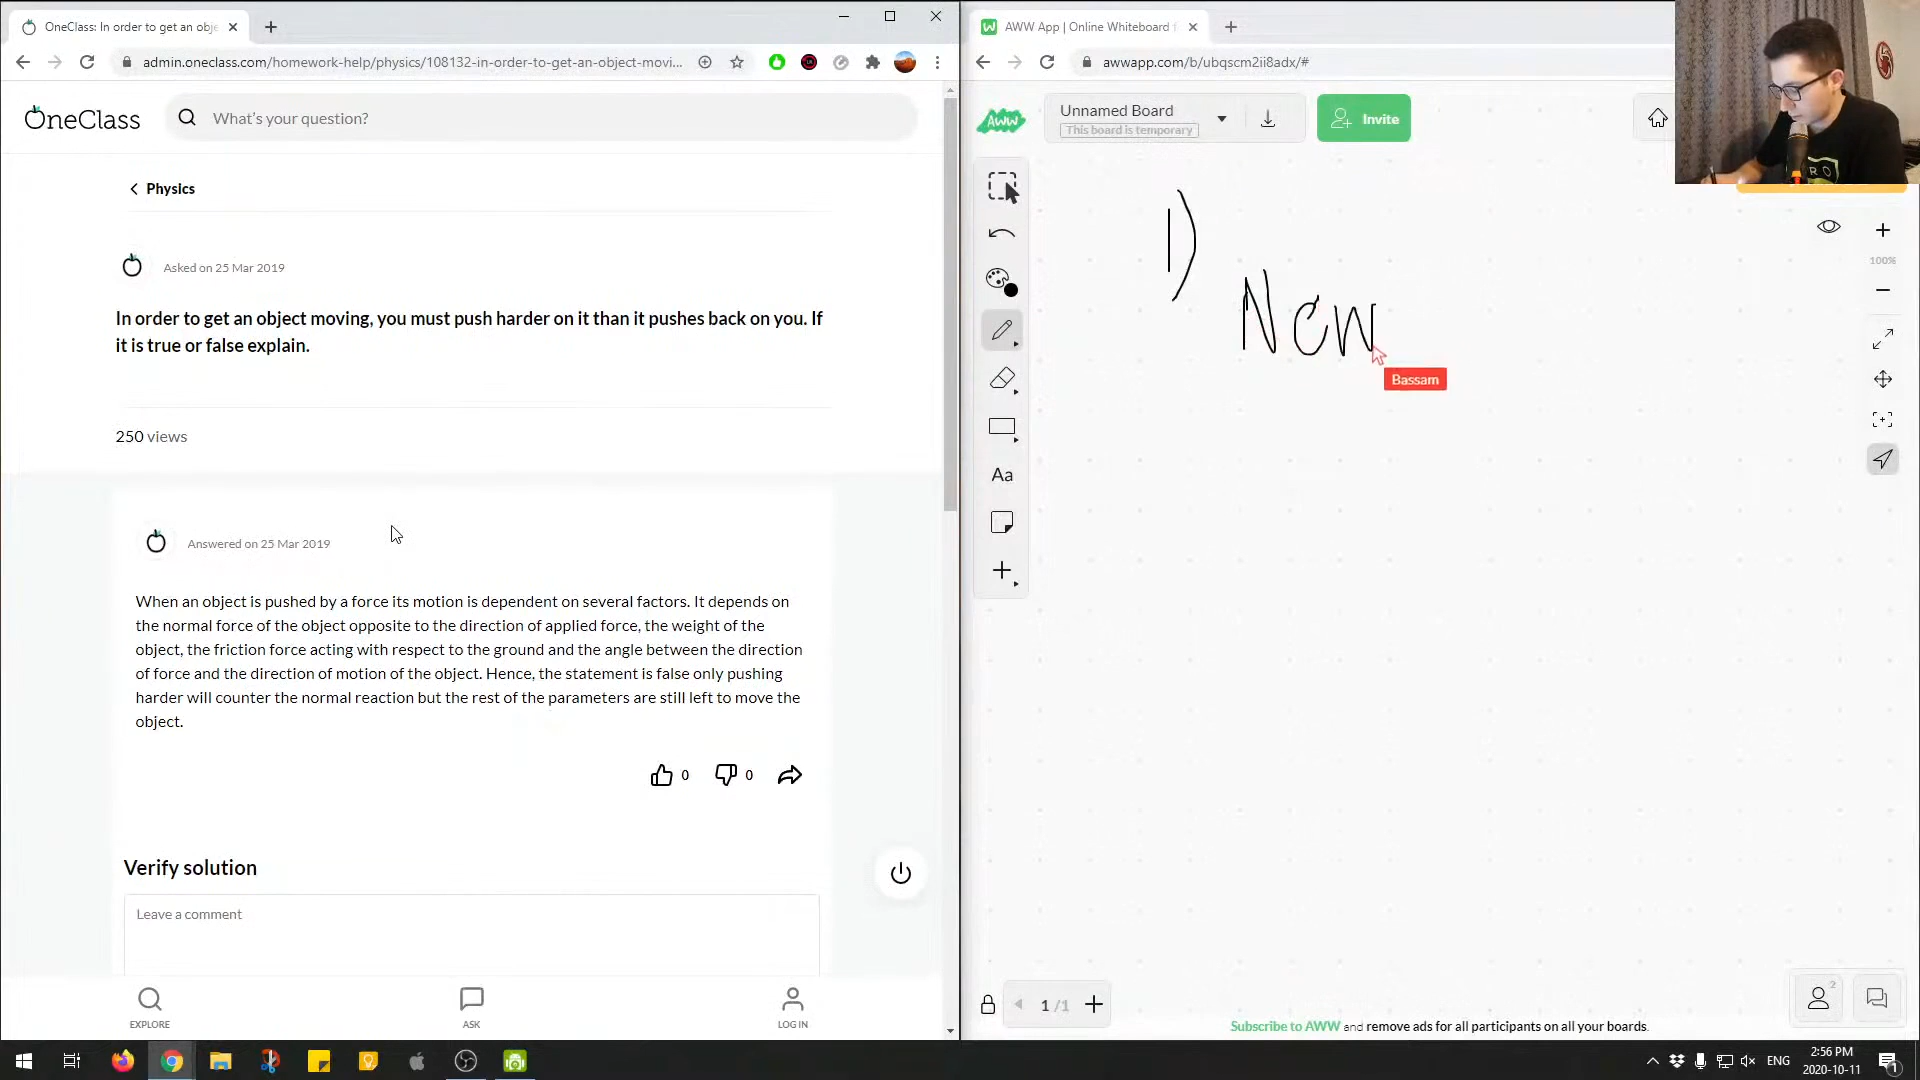 OneClass: In order to get an obje
admin.oneclass.com/homework-help/physics/108132-in-order-to-get-an-object-movi...
OneClass
What's your question?
Physics
Asked on 25 Mar 2019
In order to get an object moving, you must push harder on it than it pushes back on you. If
it is true or false explain.
250 views
Answered on 25 Mar 2019
When an object is pushed by a force its motion is dependent on several factors. It depends on
the normal force of the object opposite to the direction of applied force, the weight of the
object, the friction force acting with respect to the ground and the angle between the direction
of force and the direction of motion of the object. Hence, the statement is false only pushing
harder will counter the normal reaction but the rest of the parameters are still left to move the
object.
0 0
Verify solution
Leave a comment
EXPLORE ASK LOG IN
AWW App | Online Whiteboard f
awwapp.com/b/ubqscm2ii8adx/#
AWW
Unnamed Board
This board is temporary
Invite
100%
1)
New
Bassam
Aa
1 /1
2
Subscribe to AWW and remove ads for all participants on all your boards.
ENG
2:56 PM
2020-10-11
1